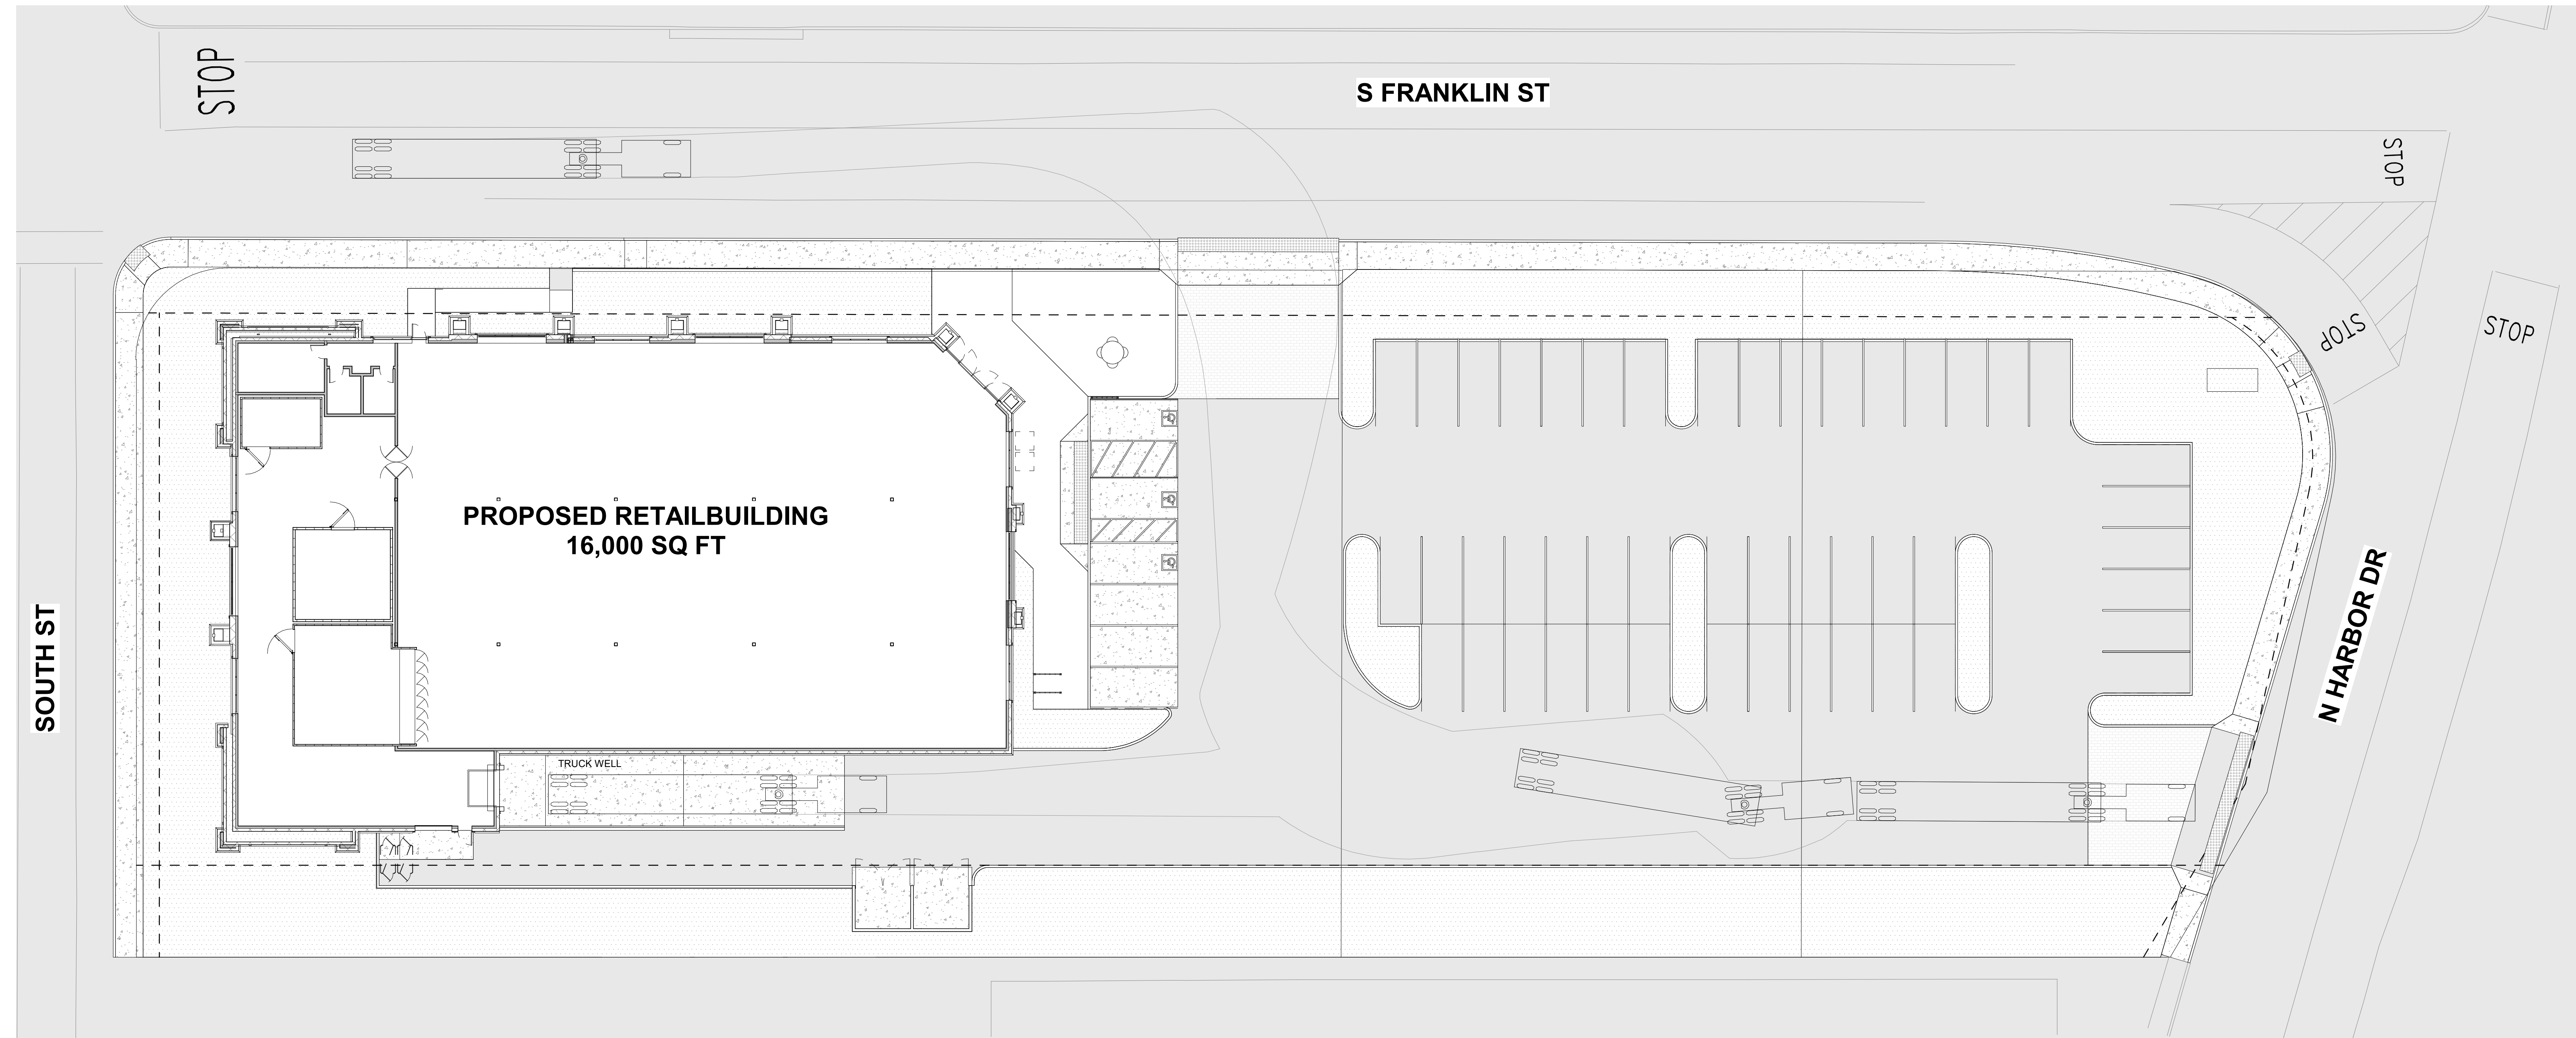 STOP
S FRANKLIN ST
STOP
STOP
STOP
PROPOSED RETAILBUILDING
16,000 SQ FT
SOUTH ST
N HARBOR DR
TRUCK WELL